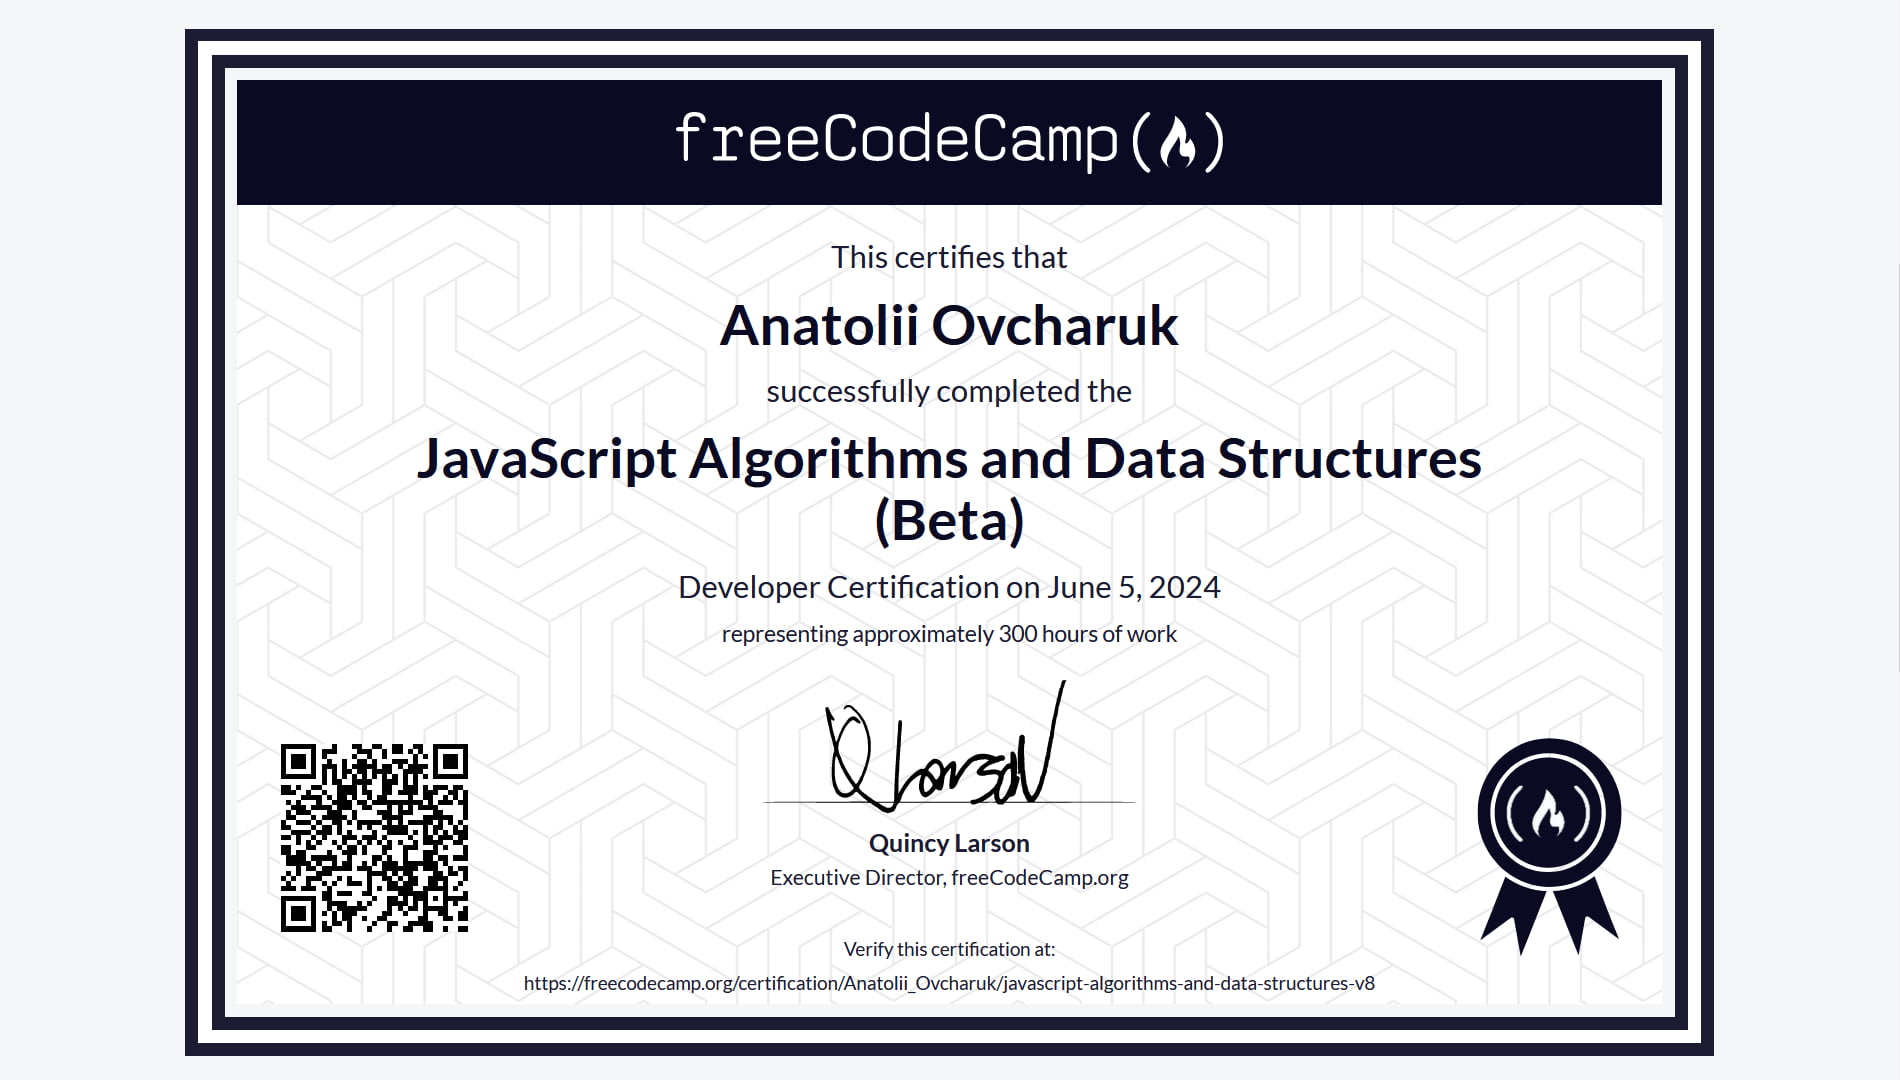 freeCodeCamp
This certifies that
Anatolii Ovcharuk
successfully completed the
JavaScript Algorithms and Data Structures
(Beta)
Developer Certification on June 5, 2024
representing approximately 300 hours of work
Quincy Larson
Executive Director, freeCodeCamp.org
Verify this certification at:
https://freecodecamp.org/certification/Anatolii_Ovcharuk/javascript-algorithms-and-data-structures-v8